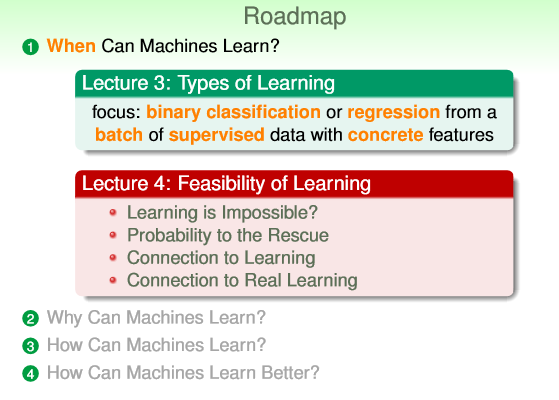 Roadmap
1 When Can Machines Learn?
Lecture 3: Types of Learning
focus: binary classification or regression from a
batch of supervised data with concrete features
Lecture 4: Feasibility of Learning
Learning is Impossible?
Probability to the Rescue
Connection to Learning
Connection to Real Learning
2 Why Can Machines Learn?
3 How Can Machines Learn?
4 How Can Machines Learn Better?